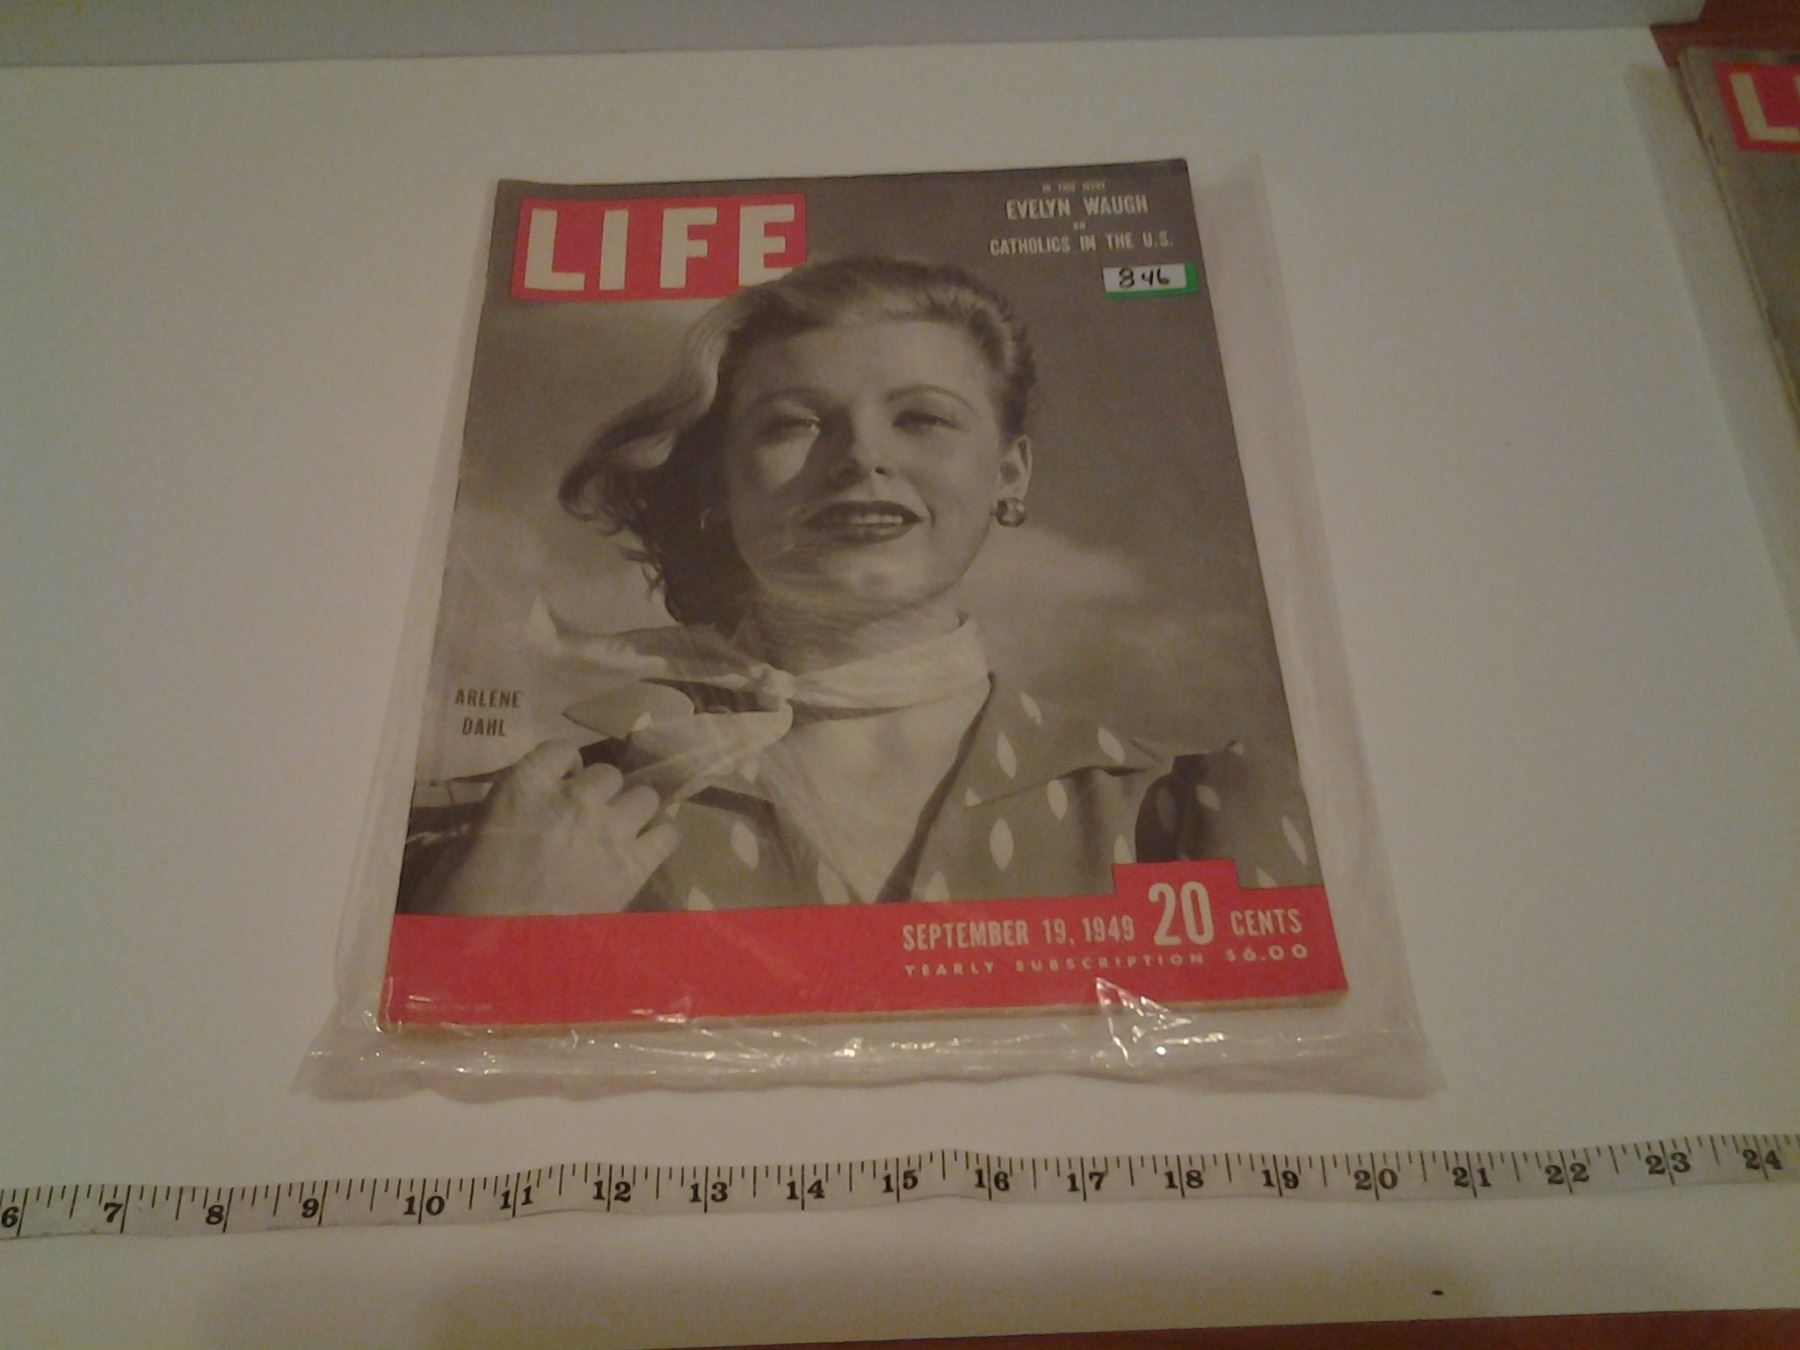 LIFE
IN THIS ISSUE
EVELYN WAUGH
ON
CATHOLICS IN THE U.S.
846
ARLENE
DAHL
SEPTEMBER 19, 1949 20 CENTS
YEARLY SUBSCRIPTION $6.00
L
6 7 8 9 10 11 12 13 14 15 16 17 18 19 20 21 22 23 24